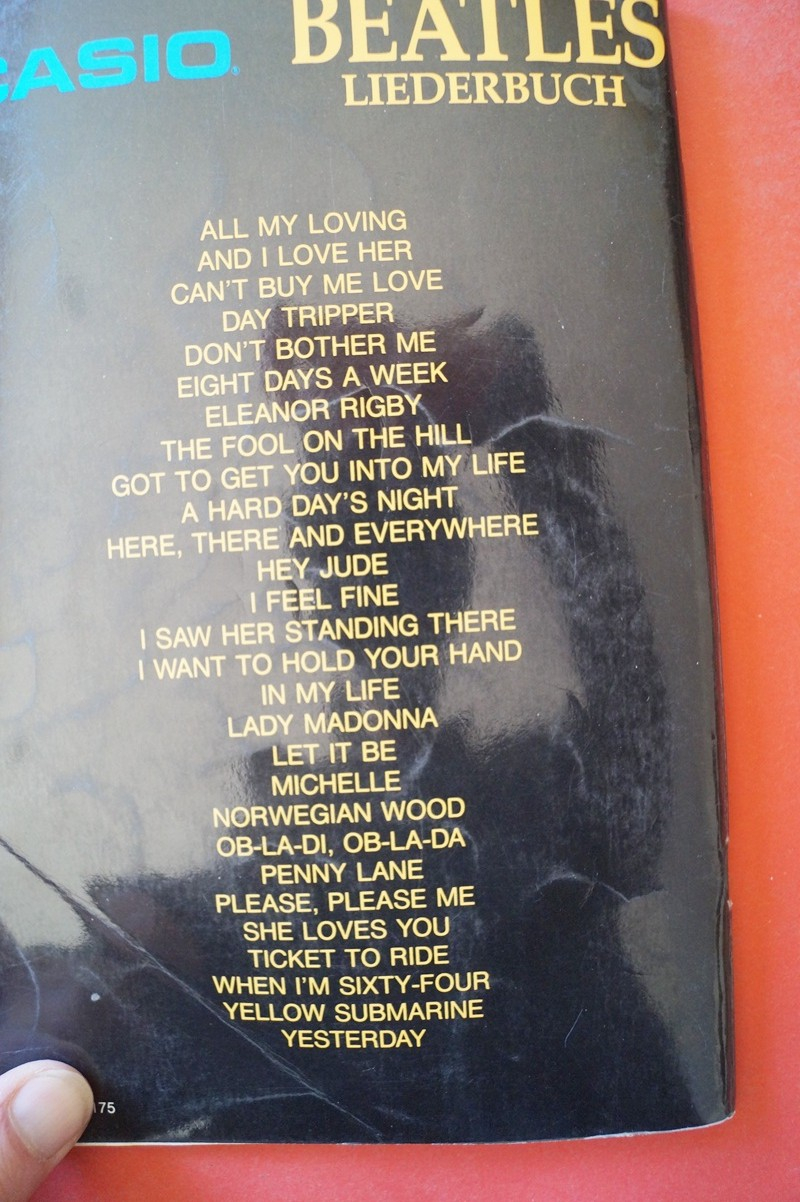 CASIO®
BEATLES
LIEDERBUCH
ALL MY LOVING
AND I LOVE HER
CAN'T BUY ME LOVE
DAY TRIPPER
DON'T BOTHER ME
EIGHT DAYS A WEEK
ELEANOR RIGBY
THE FOOL ON THE HILL
GOT TO GET YOU INTO MY LIFE
A HARD DAY'S NIGHT
HERE, THERE AND EVERYWHERE
HEY JUDE
I FEEL FINE
I SAW HER STANDING THERE
I WANT TO HOLD YOUR HAND
IN MY LIFE
LADY MADONNA
LET IT BE
MICHELLE
NORWEGIAN WOOD
OB-LA-DI, OB-LA-DA
PENNY LANE
PLEASE, PLEASE ME
SHE LOVES YOU
TICKET TO RIDE
WHEN I'M SIXTY-FOUR
YELLOW SUBMARINE
YESTERDAY